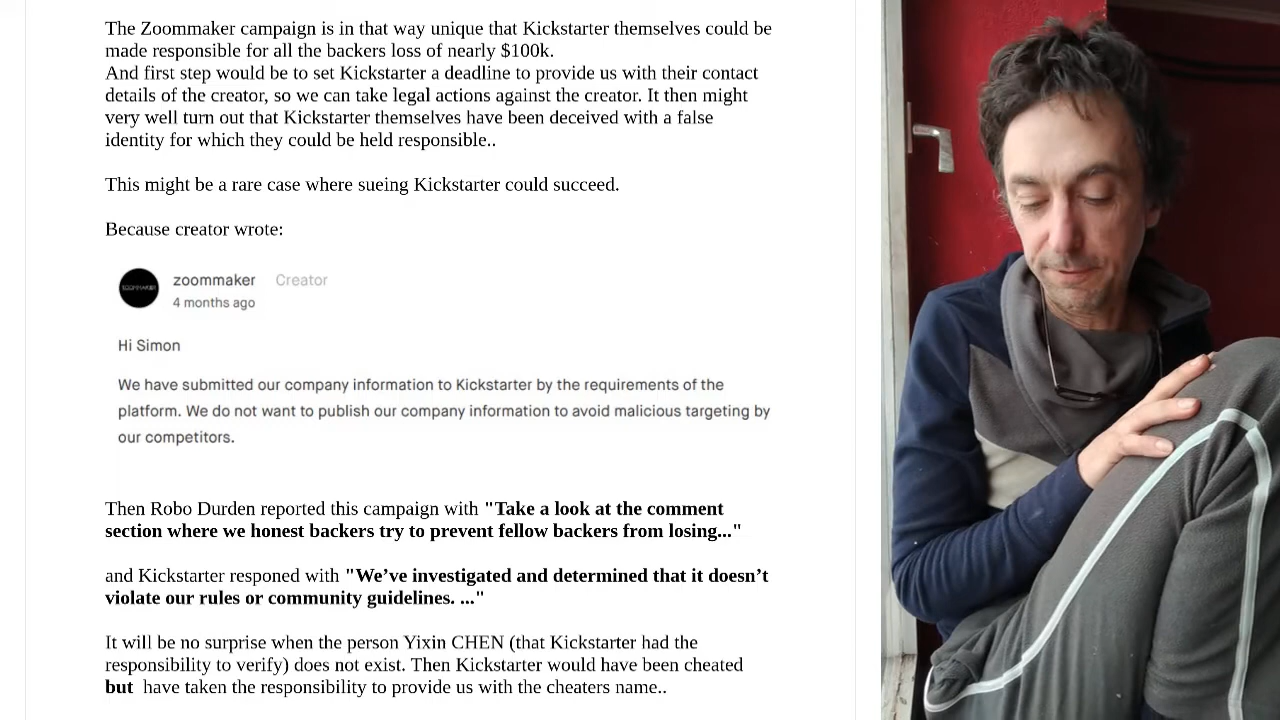 The Zoommaker campaign is in that way unique that Kickstarter themselves could be
made responsible for all the backers loss of nearly $100k.
And first step would be to set Kickstarter a deadline to provide us with their contact
details of the creator, so we can take legal actions against the creator. It then might
very well turn out that Kickstarter themselves have been deceived with a false
identity for which they could be held responsible..
This might be a rare case where sueing Kickstarter could succeed.
Because creator wrote:
zoommaker Creator
4 months ago
Hi Simon
We have submitted our company information to Kickstarter by the requirements of the
platform. We do not want to publish our company information to avoid malicious targeting by
our competitors.
Then Robo Durden reported this campaign with "Take a look at the comment
section where we honest backers try to prevent fellow backers from losing..."
and Kickstarter responed with "We’ve investigated and determined that it doesn’t
violate our rules or community guidelines. ..."
It will be no surprise when the person Yixin CHEN (that Kickstarter had the
responsibility to verify) does not exist. Then Kickstarter would have been cheated
but have taken the responsibility to provide us with the cheaters name..